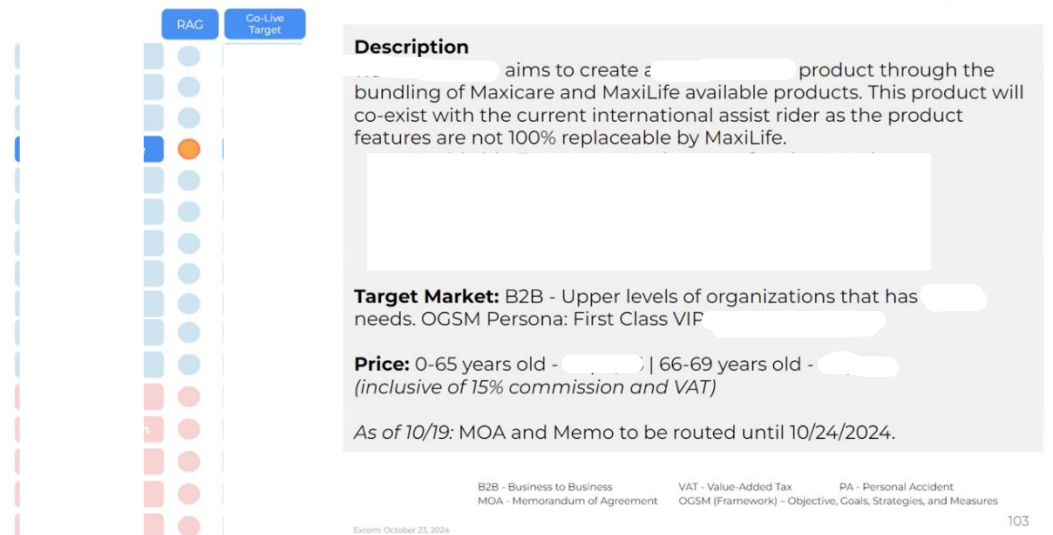 RAG
Go-Live
Target
Description
aims to create a product through the
bundling of Maxicare and MaxiLife available products. This product will
co-exist with the current international assist rider as the product
features are not 100% replaceable by MaxiLife.
Target Market: B2B - Upper levels of organizations that has
needs. OGSM Persona: First Class VIP
Price: 0-65 years old - | 66-69 years old -
(inclusive of 15% commission and VAT)
As of 10/19: MOA and Memo to be routed until 10/24/2024.
B2B - Business to Business VAT - Value-Added Tax PA - Personal Accident
MOA - Memorandum of Agreement OGSM (Framework) – Objective, Goals, Strategies, and Measures
Excom: October 23, 2024
103